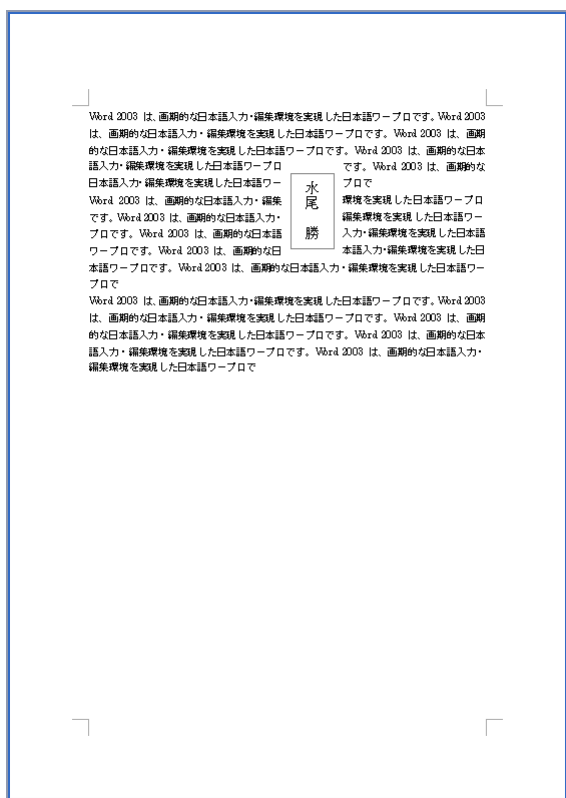 Word 2003 は、画期的な日本語入力・編集環境を実現した日本語ワープロです。Word 2003
は、画期的な日本語入力・編集環境を実現した日本語ワープロです。Word 2003 は、画期
的な日本語入力・編集環境を実現した日本語ワープロです。Word 2003 は、画期的な日本
語入力・編集環境を実現した日本語ワープロ
です。Word 2003 は、画期的な
日本語入力・編集環境を実現した日本語ワー
プロで
Word 2003 は、画期的な日本語入力・編集
環境を実現した日本語ワープロ
です。Word 2003 は、画期的な日本語入力・
編集環境を実現した日本語ワー
プロです。Word 2003 は、画期的な日本語
入力・編集環境を実現した日本語
ワープロです。Word 2003 は、画期的な日
本語入力・編集環境を実現した日
水尾 勝
本語ワープロです。Word 2003 は、画期的な日本語入力・編集環境を実現した日本語ワー
プロで
Word 2003 は、画期的な日本語入力・編集環境を実現した日本語ワープロです。Word 2003
は、画期的な日本語入力・編集環境を実現した日本語ワープロです。Word 2003 は、画期
的な日本語入力・編集環境を実現した日本語ワープロです。Word 2003 は、画期的な日本
語入力・編集環境を実現した日本語ワープロです。Word 2003 は、画期的な日本語入力・
編集環境を実現した日本語ワープロで